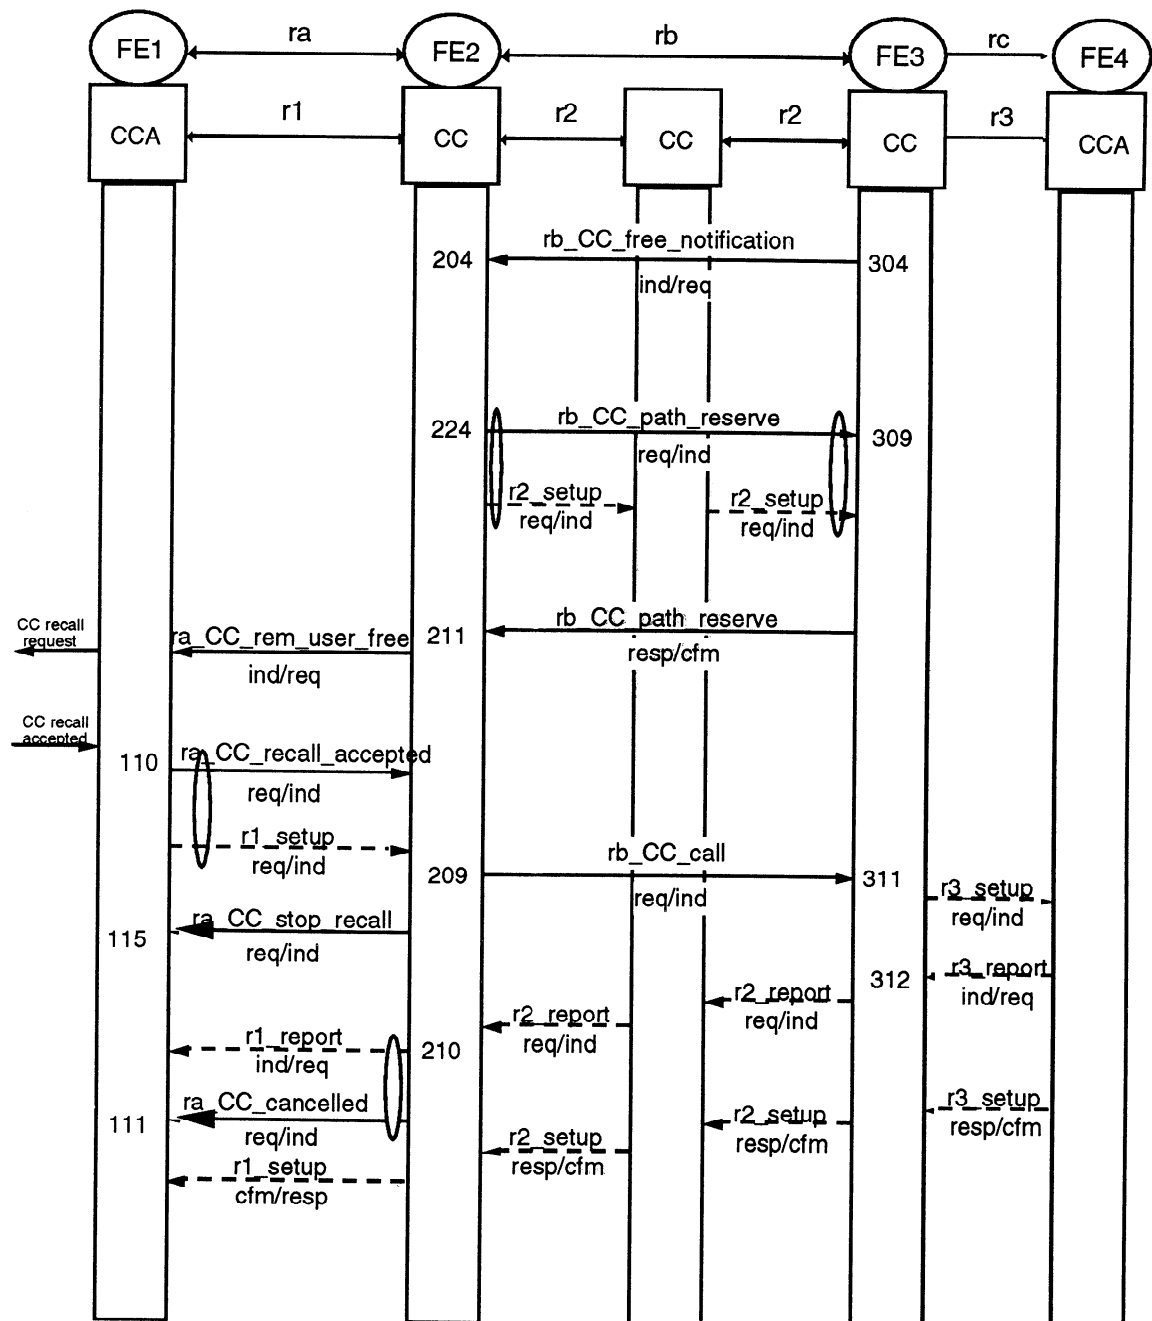 FE1 ra FE2 rb FE3 rc FE4
CCA r1 CC r2 CC r2 CC r3 CCA
rb_CC_free_notification
204 304
ind/req
rb_CC_path_reserve
224 309
req/ind
r2_setup r2_setup
req/ind req/ind
CC recall
request
ra_CC_rem_user_free 211 rb_CC_path_reserve
ind/req resp/cfm
CC recall
accepted
110 ra_CC_recall_accepted
req/ind
r1_setup
req/ind
209 rb_CC_call 311
req/ind
r3_setup
req/ind
115 ra_CC_stop_recall
req/ind
312 r3_report
ind/req
r2_report
req/ind
r2_report
req/ind
r1_report 210
ind/req
111 ra_CC_cancelled
req/ind
r3_setup
resp/cfm
r2_setup
resp/cfm
r2_setup
resp/cfm
r1_setup
cfm/resp